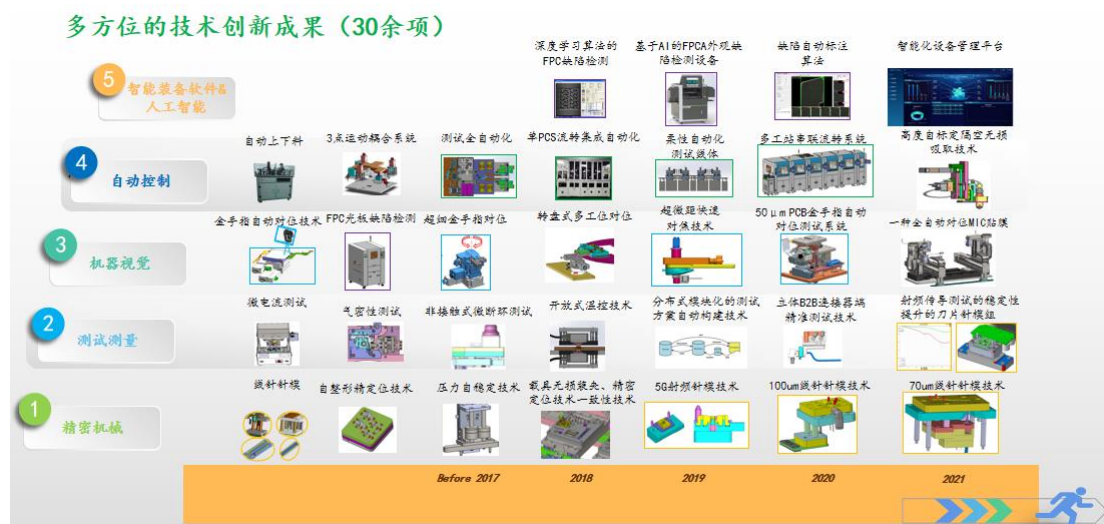 多方位的技术创新成果（30余项）
深度学习算法的
FPC缺陷检测
基于AI的FPCA外观缺
陷检测设备
缺陷自动标注
算法
智能化设备管理平台
5
智能装备软件&
人工智能
自动上下料
3点运动耦合系统
测试全自动化
单PCS流转集成自动化
柔性自动化
测试线体
多工站串联流转系统
高度自标定隔空无损
吸取技术
4
自动控制
金手指自动对位技术
FPC光板缺陷检测
超细金手指对位
转盘式多工位对位
超微距快速
对焦技术
50μmPCB金手指自动
对位测试系统
一种全自动对位MIC贴膜
3
机器视觉
微电流测试
气密性测试
非接触式微断环测试
开放式温控技术
分布式模块化的测试
方案自动构建技术
立体B2B连接器端
精准测试技术
射频传导测试的稳定性
提升的刀片针模组
2
测试测量
线针针模
自整形精定位技术
压力自稳定技术
载具无损装夹、精密
定位技术一致性技术
5G射频针模技术
100um线针针模技术
70um线针针模技术
1
精密机械
Before 2017
2018
2019
2020
2021